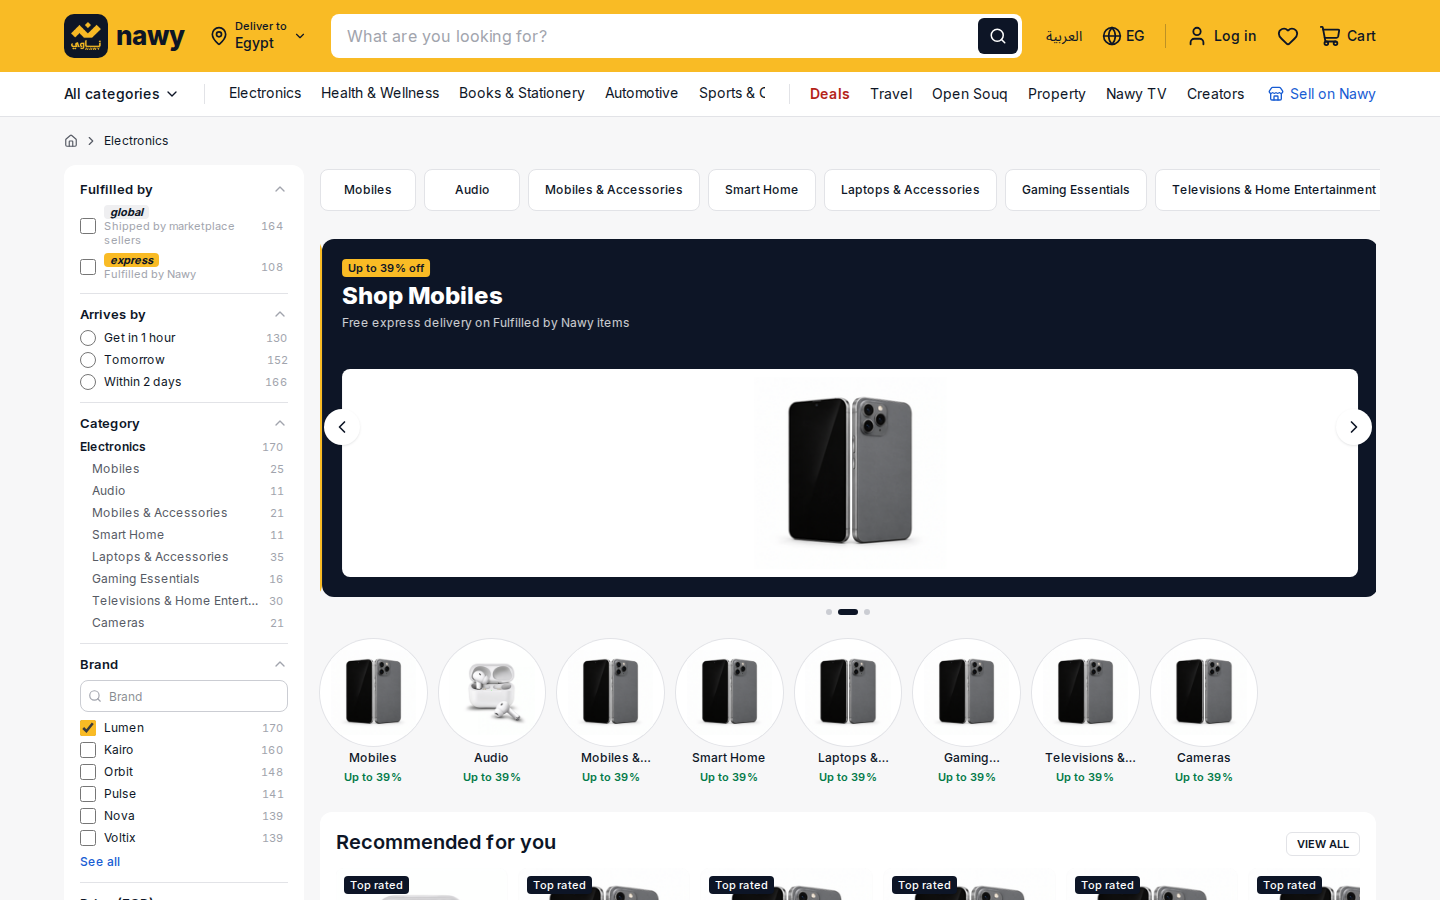 نـاوي
NAWY
nawy
Deliver to
Egypt
What are you looking for?
العربية
EG
Log in
Cart
All categories
Electronics
Health & Wellness
Books & Stationery
Automotive
Sports & O
Deals
Travel
Open Souq
Property
Nawy TV
Creators
Sell on Nawy
Electronics
Fulfilled by
global
Shipped by marketplace
sellers
164
express
Fulfilled by Nawy
108
Arrives by
Get in 1 hour 130
Tomorrow 152
Within 2 days 166
Category
Electronics 170
Mobiles 25
Audio 11
Mobiles & Accessories 21
Smart Home 11
Laptops & Accessories 35
Gaming Essentials 16
Televisions & Home Entert... 30
Cameras 21
Brand
Brand
Lumen 170
Kairo 160
Orbit 148
Pulse 141
Nova 139
Voltix 139
See all
Mobiles
Audio
Mobiles & Accessories
Smart Home
Laptops & Accessories
Gaming Essentials
Televisions & Home Entertainment
Up to 39% off
Shop Mobiles
Free express delivery on Fulfilled by Nawy items
Mobiles
Up to 39%
Audio
Up to 39%
Mobiles &...
Up to 39%
Smart Home
Up to 39%
Laptops &...
Up to 39%
Gaming...
Up to 39%
Televisions &...
Up to 39%
Cameras
Up to 39%
Recommended for you
VIEW ALL
Top rated
Top rated
Top rated
Top rated
Top rated
Top rated